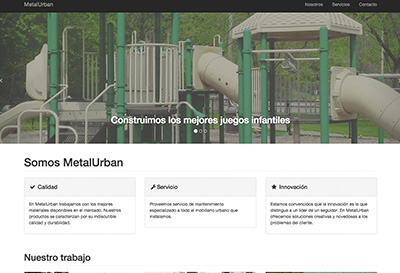 MetalUrban
Nosotros Servicios Contacto
Construimos los mejores juegos infantiles
Somos MetalUrban
Calidad
En MetalUrban trabajamos con los mejores
materiales disponibles en el mercado. Nuestros
productos se caracterizan por su indiscutible
calidad y durabilidad.
Servicio
Proveemos servicio de mantenimiento
especializado a todo el mobiliario urbano que
instalamos.
Innovación
Estamos convencidos que la innovación es lo que
distingue a un líder de un seguidor. En MetalUrban
ofrecemos soluciones creativas y novedosas a los
problemas del cliente.
Nuestro trabajo